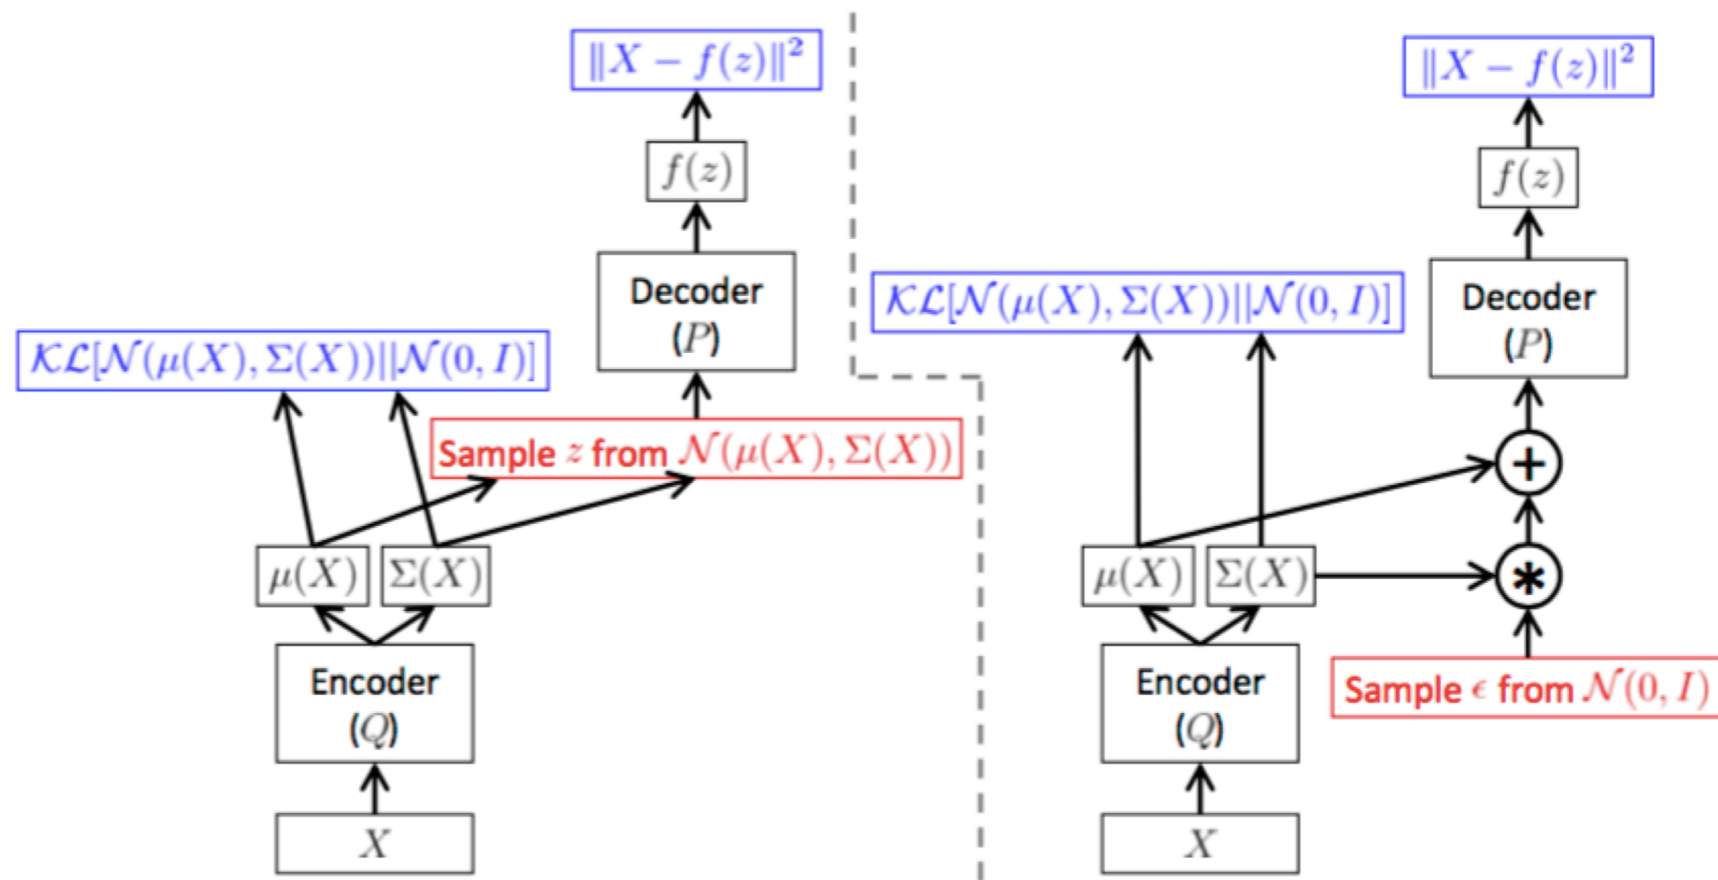 ‖X − f(z)‖²
f(z)
Decoder
(P)
𝒦ℒ[𝒩(μ(X), Σ(X))||𝒩(0, I)]
Sample z from 𝒩(μ(X), Σ(X))
μ(X) Σ(X)
Encoder
(Q)
X
‖X − f(z)‖²
f(z)
Decoder
(P)
𝒦ℒ[𝒩(μ(X), Σ(X))||𝒩(0, I)]
+
μ(X) Σ(X) *
Sample ϵ from 𝒩(0, I)
Encoder
(Q)
X